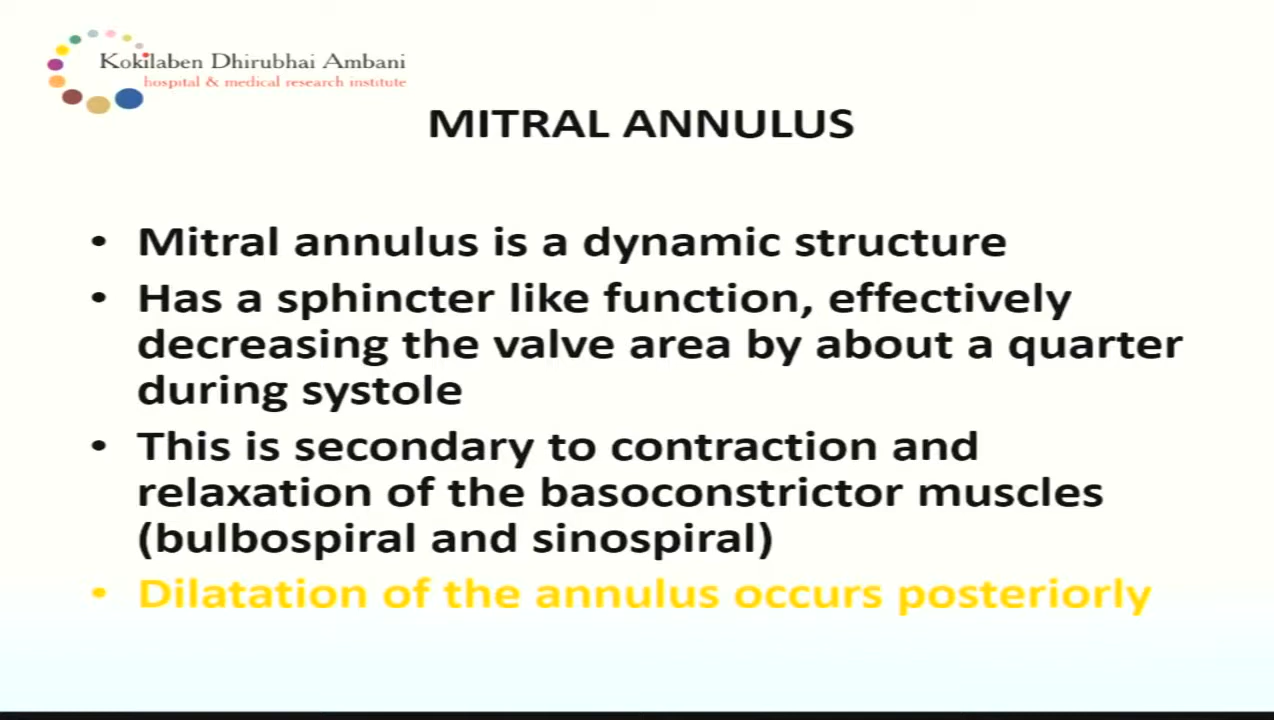 Kokilaben Dhirubhai Ambani
hospital & medical research institute
MITRAL ANNULUS
• Mitral annulus is a dynamic structure
• Has a sphincter like function, effectively
decreasing the valve area by about a quarter
during systole
• This is secondary to contraction and
relaxation of the basoconstrictor muscles
(bulbospiral and sinospiral)
• Dilatation of the annulus occurs posteriorly